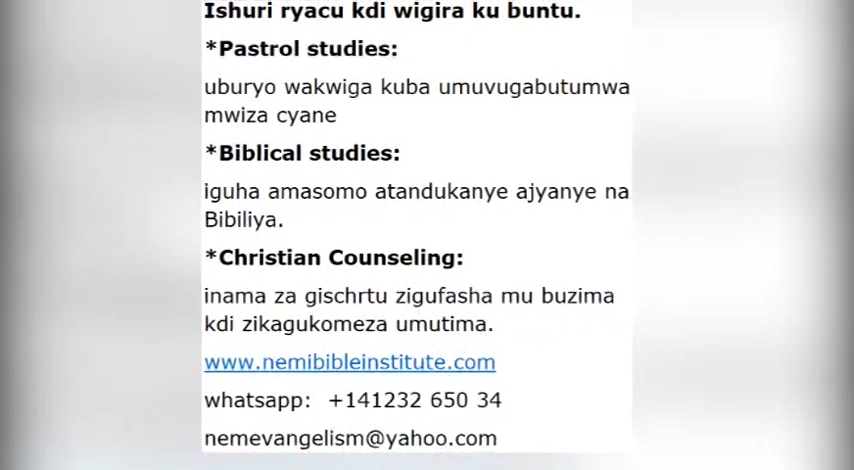 Ishuri ryacu kdi wigira ku buntu.
*Pastrol studies:
uburyo wakwiga kuba umuvugabutumwa
mwiza cyane
*Biblical studies:
iguha amasomo atandukanye ajyanye na
Bibiliya.
*Christian Counseling:
inama za gischrtu zigufasha mu buzima
kdi zikagukomeza umutima.
www.nemibibleinstitute.com
whatsapp: +141232 650 34
nemevangelism@yahoo.com